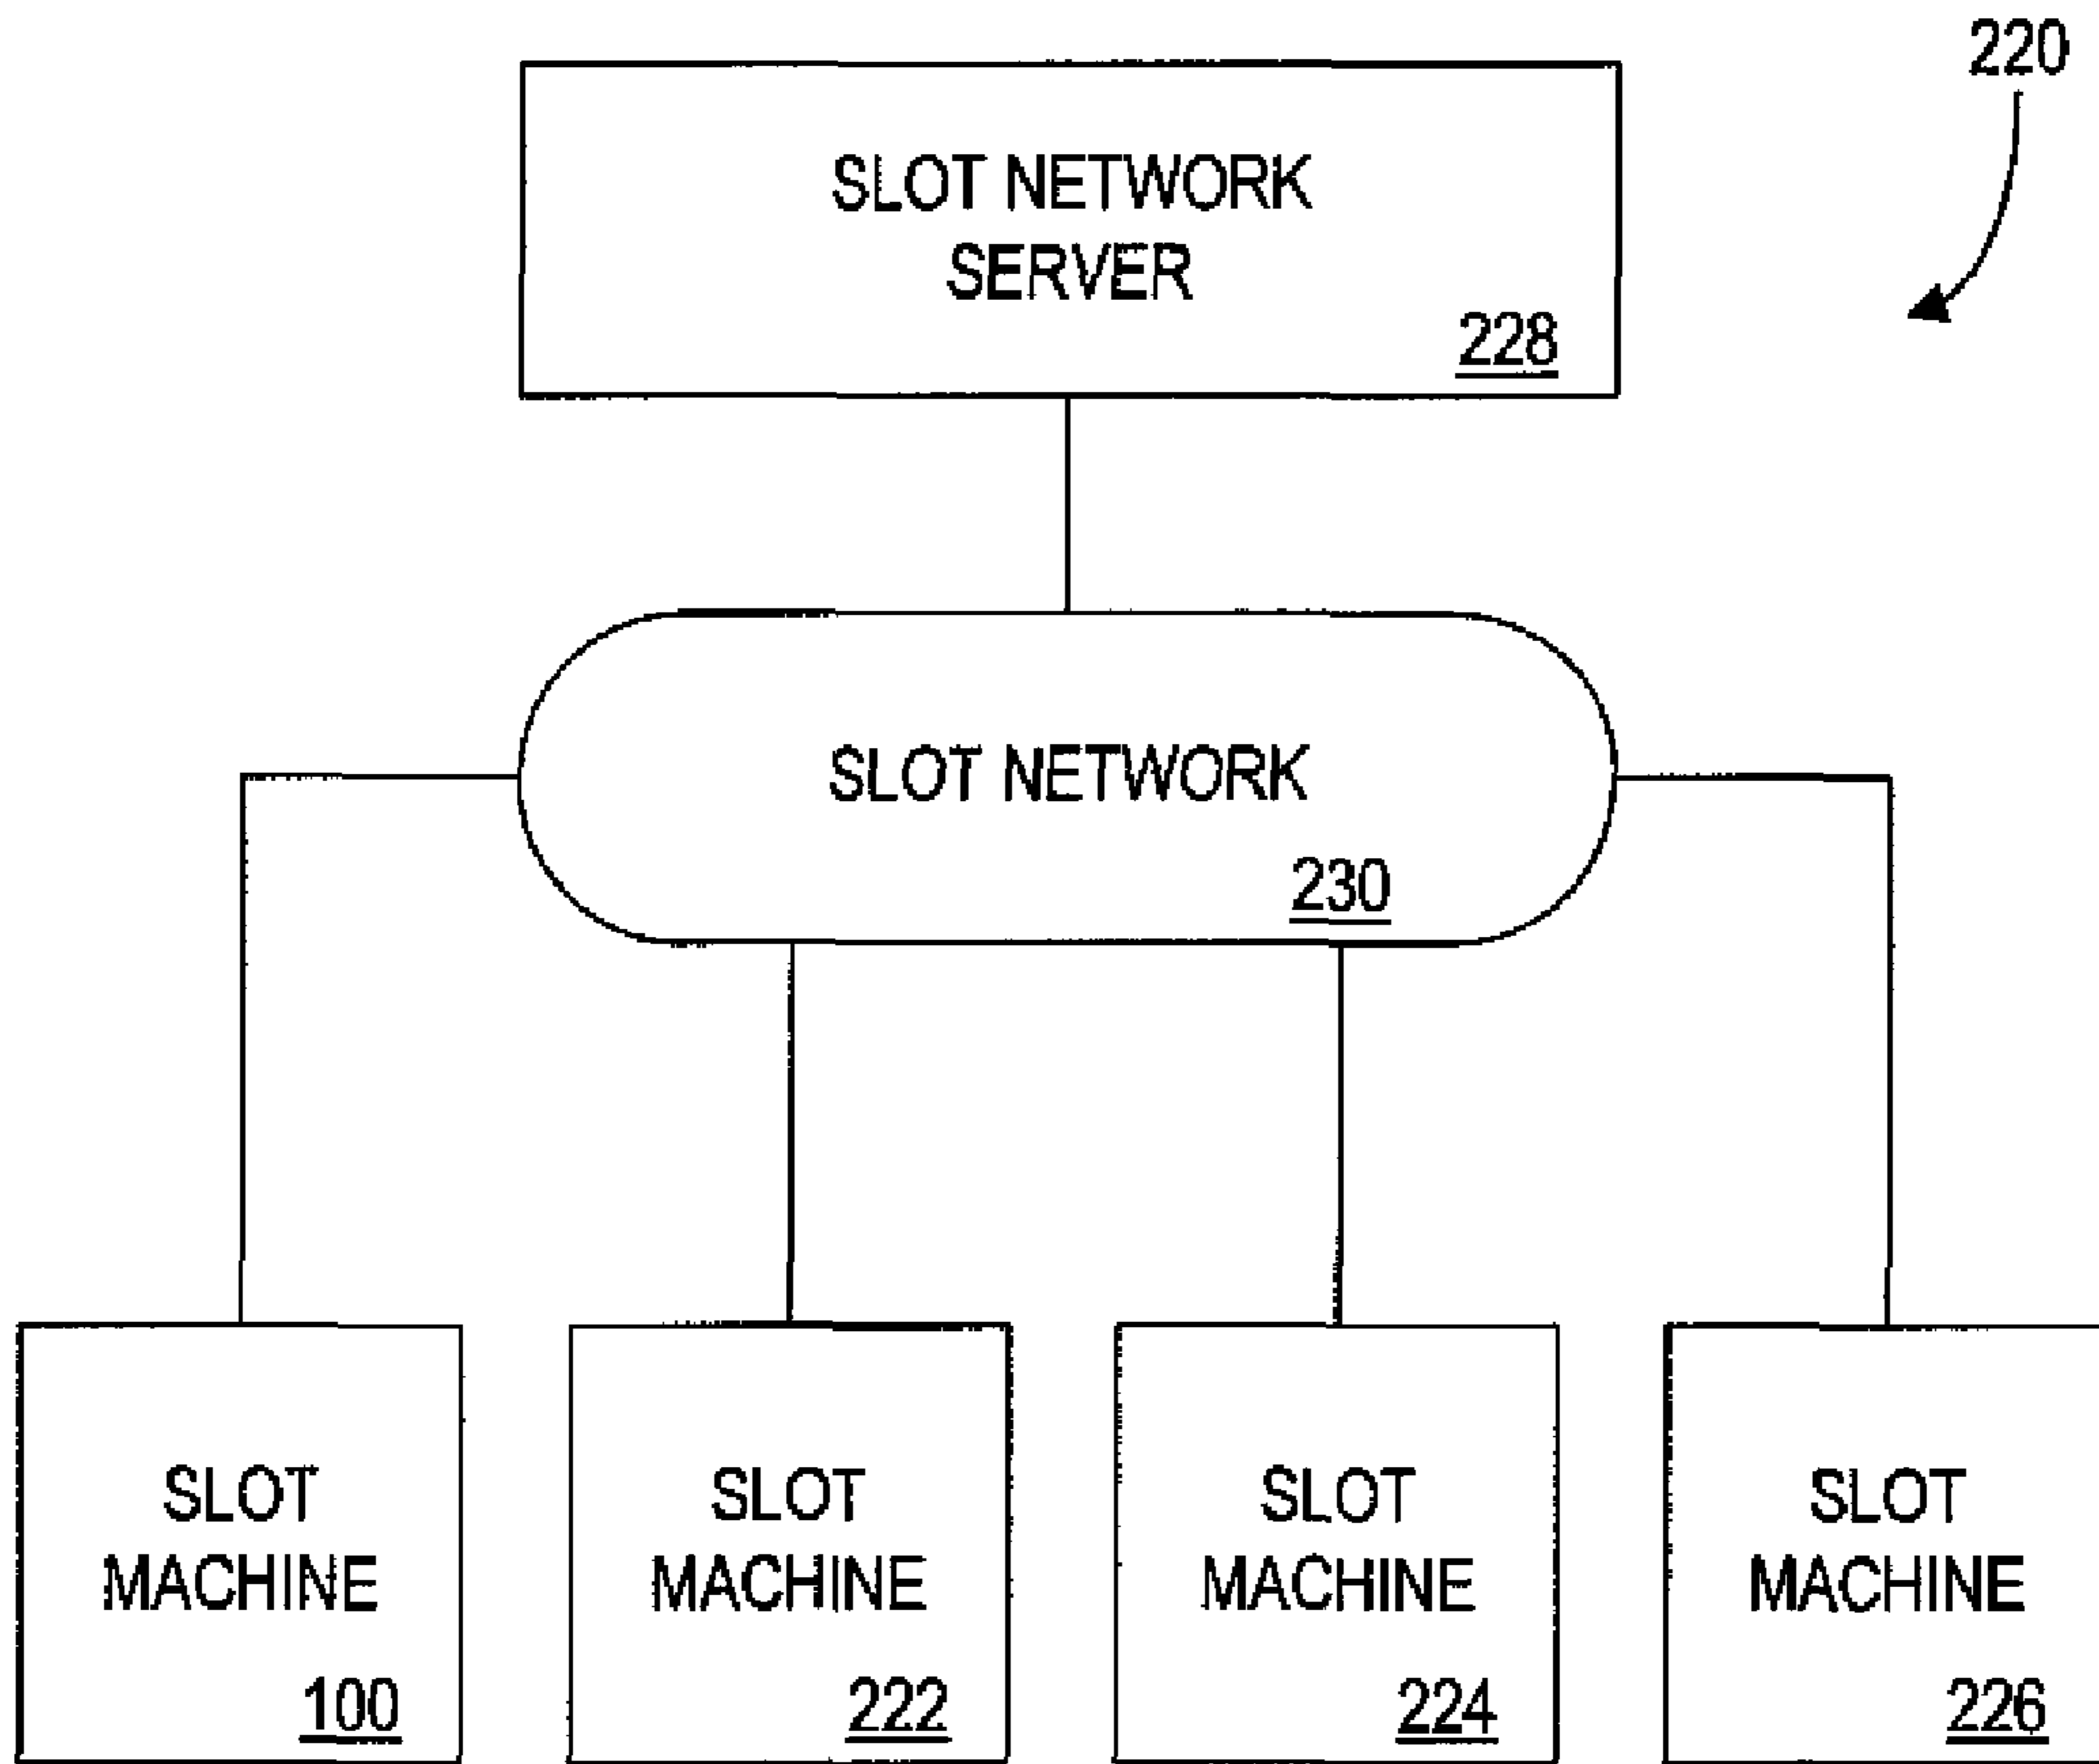 220
SLOT NETWORK
SERVER
228
SLOT NETWORK
230
SLOT
MACHINE
100
SLOT
MACHINE
222
SLOT
MACHINE
224
SLOT
MACHINE
226